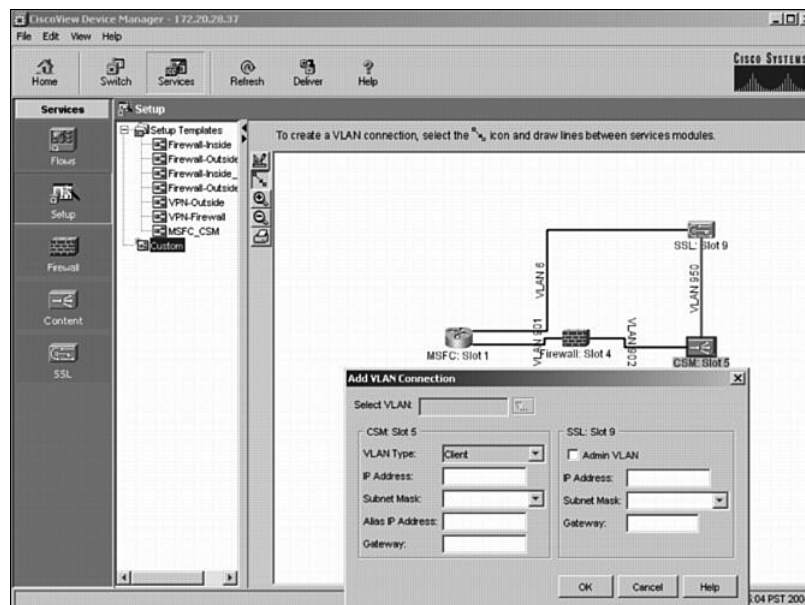 CiscoView Device Manager - 172.20.28.37
File Edit View Help
Home
Switch
Services
Refresh
Deliver
Help
CISCO SYSTEMS
Services
Setup
Flows
Setup
Firewall
Content
SSL
Setup Templates
Firewall-Inside
Firewall-Outside
Firewall-Inside_
Firewall-Outside
VPN-Outside
VPN-Firewall
MSFC_CSM
Custom
To create a VLAN connection, select the icon and draw lines between services modules.
SSL: Slot 9
VLAN 6
VLAN 950
VLAN 901
VLAN 902
MSFC: Slot 1
Firewall: Slot 4
CSM: Slot 5
Add VLAN Connection
Select VLAN:
CSM: Slot 5
VLAN Type:
Client
IP Address:
Subnet Mask:
Alias IP Address:
Gateway:
SSL: Slot 9
Admin VLAN
IP Address:
Subnet Mask:
Gateway:
OK
Cancel
Help
:04 PST 200